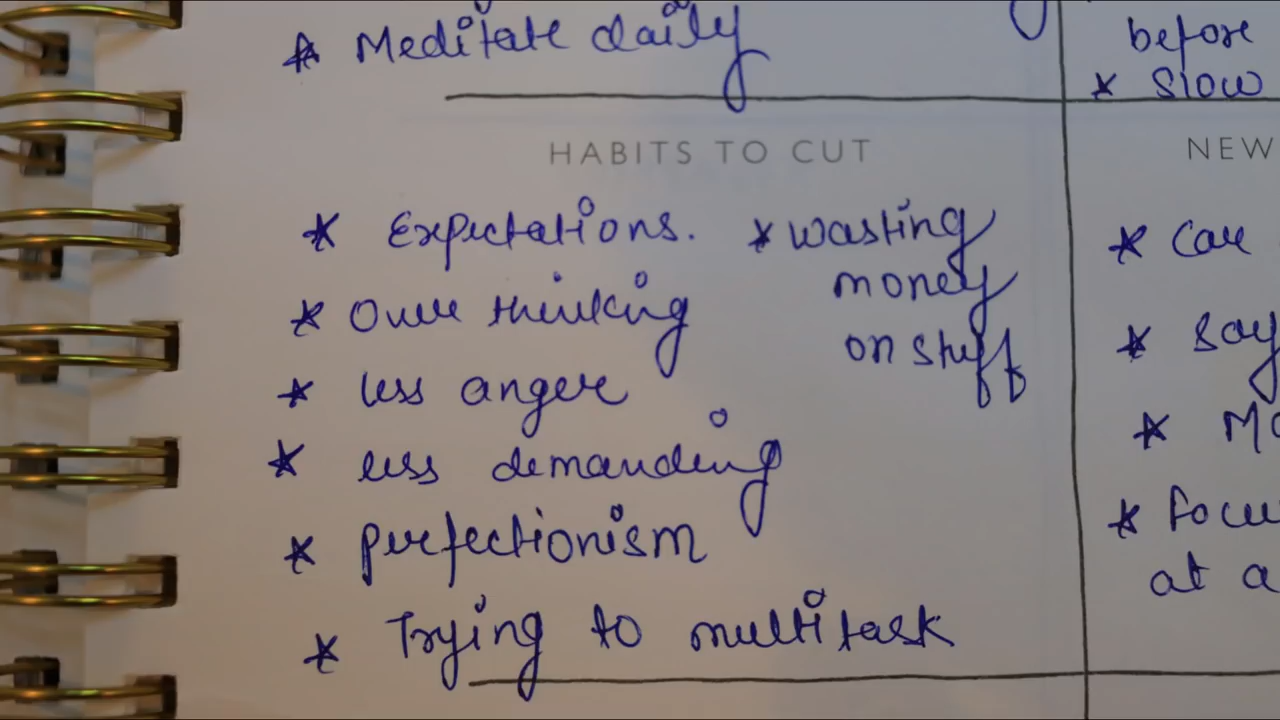 * Meditate daily
before
* Slow
HABITS TO CUT
* Expectations.
* Over thinking
* less anger
* less demanding
* perfectionism
* Trying to multitask
* wasting
money
on stuff
NEW
* Care
* Say
* Mo
* Focu
at a